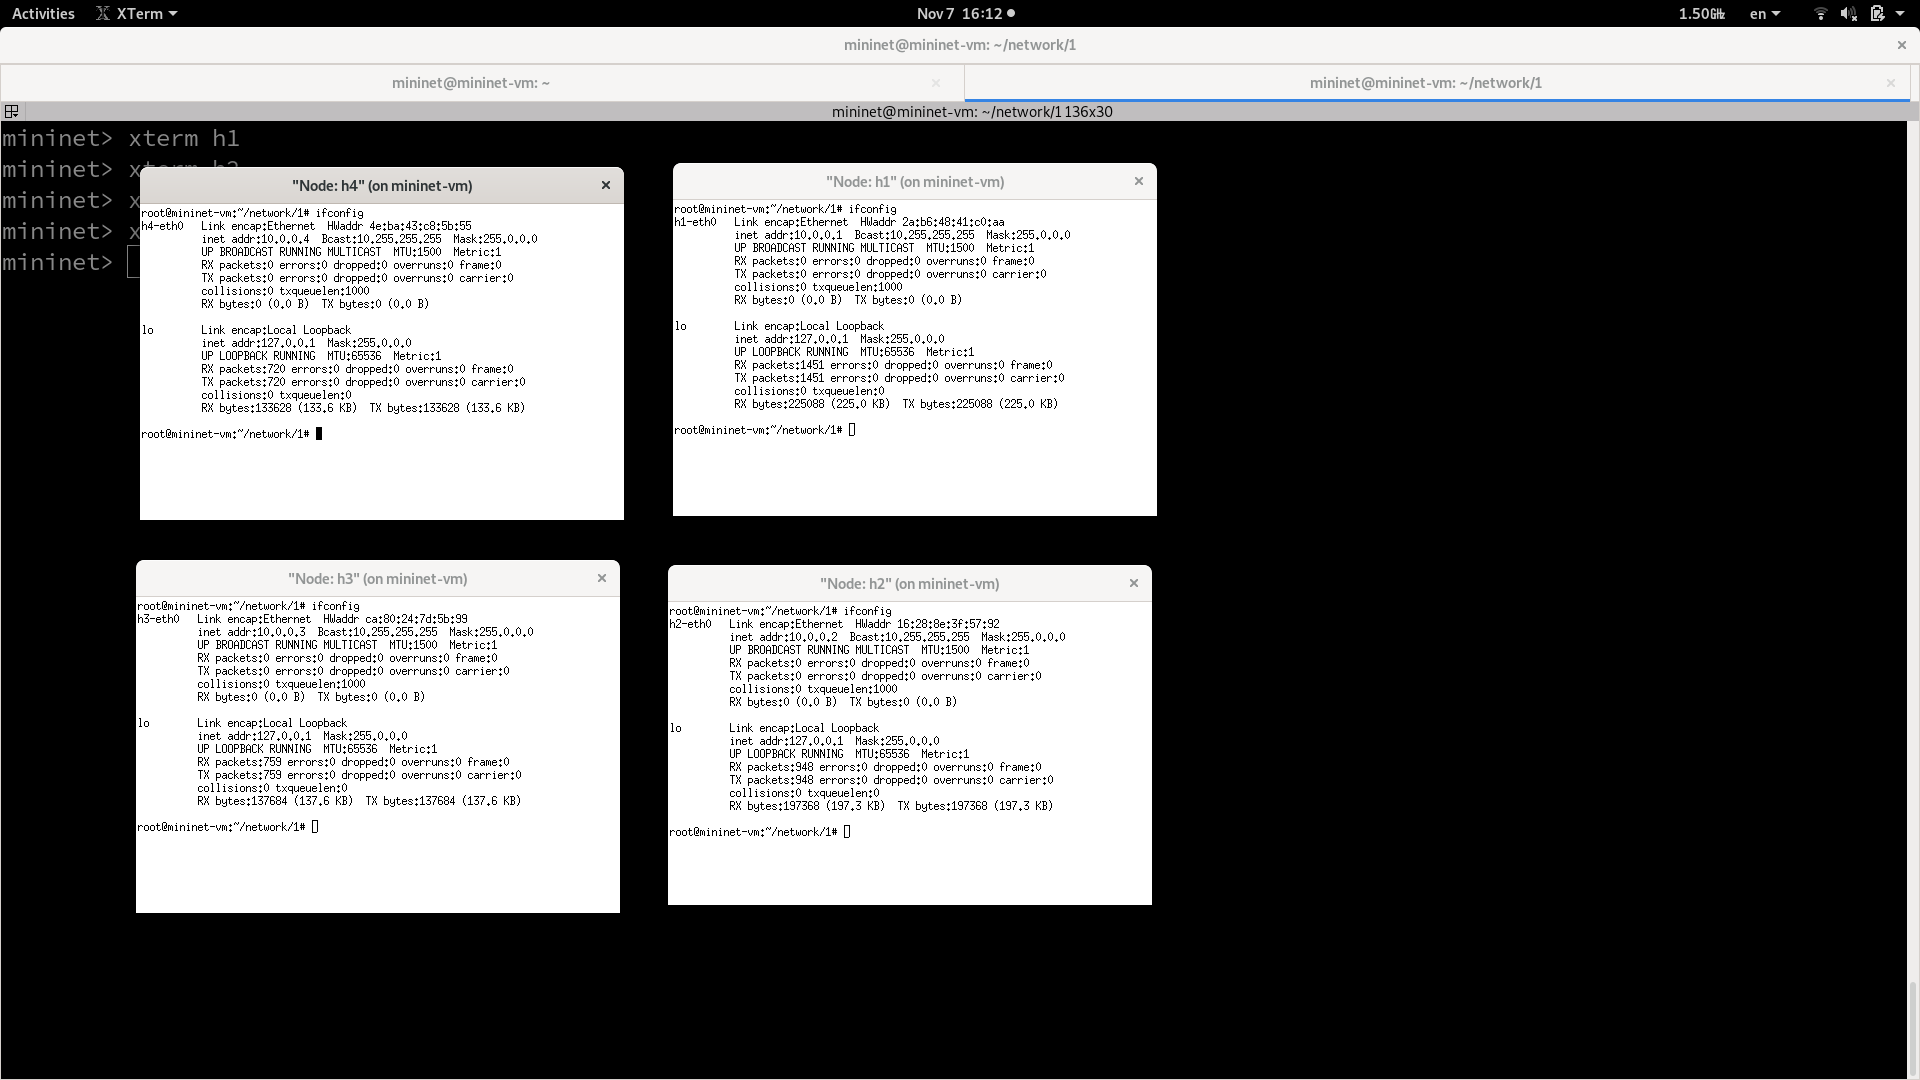 Activities XTerm Nov 7 16:12 1.50GHz en
mininet@mininet-vm: ~/network/1
mininet@mininet-vm: ~ mininet@mininet-vm: ~/network/1
mininet@mininet-vm: ~/network/1 136x30
mininet> xterm h1
mininet> xterm h2
mininet> x
mininet> x
mininet>
"Node: h4" (on mininet-vm)
root@mininet-vm:~/network/1# ifconfig
h4-eth0 Link encap:Ethernet HWaddr 4e:ba:43:c8:5b:55
inet addr:10.0.0.4 Bcast:10.255.255.255 Mask:255.0.0.0
UP BROADCAST RUNNING MULTICAST MTU:1500 Metric:1
RX packets:0 errors:0 dropped:0 overruns:0 frame:0
TX packets:0 errors:0 dropped:0 overruns:0 carrier:0
collisions:0 txqueuelen:1000
RX bytes:0 (0.0 B) TX bytes:0 (0.0 B)
lo Link encap:Local Loopback
inet addr:127.0.0.1 Mask:255.0.0.0
UP LOOPBACK RUNNING MTU:65536 Metric:1
RX packets:720 errors:0 dropped:0 overruns:0 frame:0
TX packets:720 errors:0 dropped:0 overruns:0 carrier:0
collisions:0 txqueuelen:0
RX bytes:133628 (133.6 KB) TX bytes:133628 (133.6 KB)
root@mininet-vm:~/network/1#
"Node: h1" (on mininet-vm)
root@mininet-vm:~/network/1# ifconfig
h1-eth0 Link encap:Ethernet HWaddr 2a:b6:48:41:c0:aa
inet addr:10.0.0.1 Bcast:10.255.255.255 Mask:255.0.0.0
UP BROADCAST RUNNING MULTICAST MTU:1500 Metric:1
RX packets:0 errors:0 dropped:0 overruns:0 frame:0
TX packets:0 errors:0 dropped:0 overruns:0 carrier:0
collisions:0 txqueuelen:1000
RX bytes:0 (0.0 B) TX bytes:0 (0.0 B)
lo Link encap:Local Loopback
inet addr:127.0.0.1 Mask:255.0.0.0
UP LOOPBACK RUNNING MTU:65536 Metric:1
RX packets:1451 errors:0 dropped:0 overruns:0 frame:0
TX packets:1451 errors:0 dropped:0 overruns:0 carrier:0
collisions:0 txqueuelen:0
RX bytes:225088 (225.0 KB) TX bytes:225088 (225.0 KB)
root@mininet-vm:~/network/1#
"Node: h3" (on mininet-vm)
root@mininet-vm:~/network/1# ifconfig
h3-eth0 Link encap:Ethernet HWaddr ca:80:24:7d:5b:99
inet addr:10.0.0.3 Bcast:10.255.255.255 Mask:255.0.0.0
UP BROADCAST RUNNING MULTICAST MTU:1500 Metric:1
RX packets:0 errors:0 dropped:0 overruns:0 frame:0
TX packets:0 errors:0 dropped:0 overruns:0 carrier:0
collisions:0 txqueuelen:1000
RX bytes:0 (0.0 B) TX bytes:0 (0.0 B)
lo Link encap:Local Loopback
inet addr:127.0.0.1 Mask:255.0.0.0
UP LOOPBACK RUNNING MTU:65536 Metric:1
RX packets:759 errors:0 dropped:0 overruns:0 frame:0
TX packets:759 errors:0 dropped:0 overruns:0 carrier:0
collisions:0 txqueuelen:0
RX bytes:137684 (137.6 KB) TX bytes:137684 (137.6 KB)
root@mininet-vm:~/network/1#
"Node: h2" (on mininet-vm)
root@mininet-vm:~/network/1# ifconfig
h2-eth0 Link encap:Ethernet HWaddr 16:28:8e:3f:57:92
inet addr:10.0.0.2 Bcast:10.255.255.255 Mask:255.0.0.0
UP BROADCAST RUNNING MULTICAST MTU:1500 Metric:1
RX packets:0 errors:0 dropped:0 overruns:0 frame:0
TX packets:0 errors:0 dropped:0 overruns:0 carrier:0
collisions:0 txqueuelen:1000
RX bytes:0 (0.0 B) TX bytes:0 (0.0 B)
lo Link encap:Local Loopback
inet addr:127.0.0.1 Mask:255.0.0.0
UP LOOPBACK RUNNING MTU:65536 Metric:1
RX packets:948 errors:0 dropped:0 overruns:0 frame:0
TX packets:948 errors:0 dropped:0 overruns:0 carrier:0
collisions:0 txqueuelen:0
RX bytes:197368 (197.3 KB) TX bytes:197368 (197.3 KB)
root@mininet-vm:~/network/1#